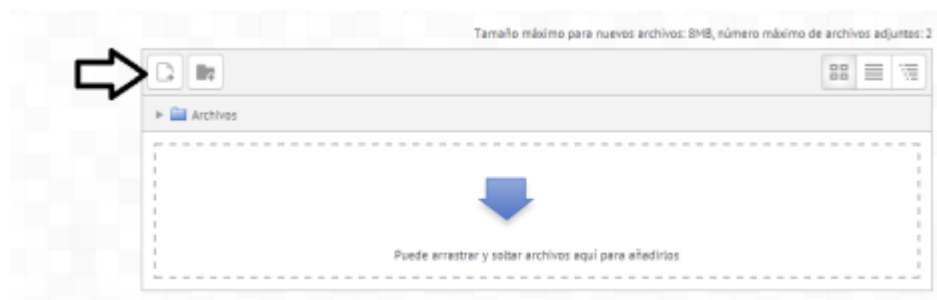 Tamaño máximo para nuevos archivos: 8MB, número máximo de archivos adjuntos: 2
Archivos
Puede arrastrar y soltar archivos aquí para añadirlos